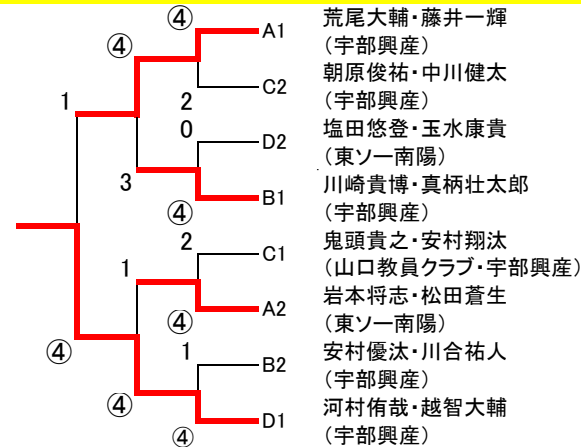 ④ A1 荒尾大輔・藤井一輝
④ (宇部興産)
1 2 C2 朝原俊祐・中川健太
(宇部興産)
0 D2 塩田悠登・玉水康貴
(東ソー南陽)
3 ④ B1 川崎貴博・真柄壮太郎
(宇部興産)
2 C1 鬼頭貴之・安村翔汰
1 (山口教員クラブ・宇部興産)
④ A2 岩本将志・松田蒼生
(東ソー南陽)
④ 1 B2 安村優汰・川合祐人
(宇部興産)
④ ④ D1 河村侑哉・越智大輔
(宇部興産)